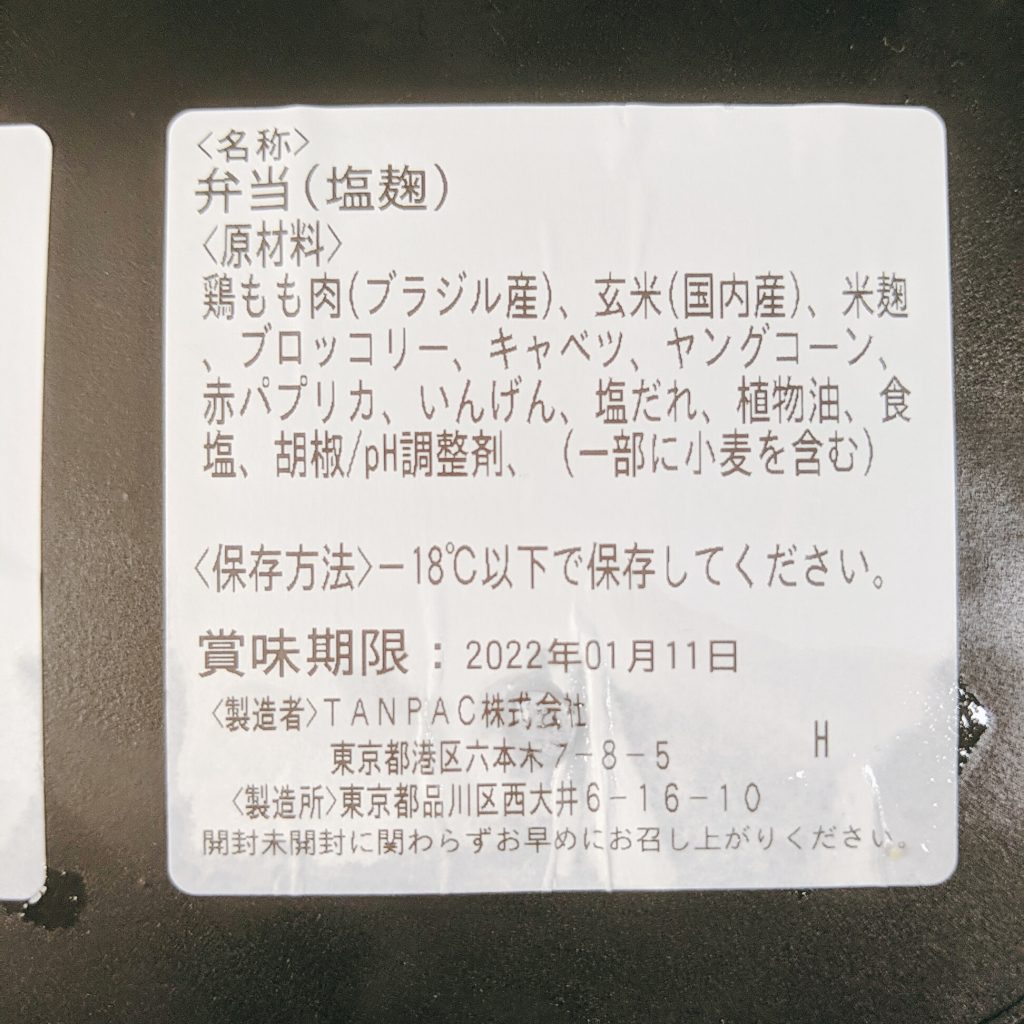 〈名称〉
弁当(塩麹)
〈原材料〉
鶏もも肉(ブラジル産)、玄米(国内産)、米麹
、ブロッコリー、キャベツ、ヤングコーン、
赤パプリカ、いんげん、塩だれ、植物油、食
塩、胡椒/pH調整剤、(一部に小麦を含む)
〈保存方法〉−18℃以下で保存してください。
賞味期限：2022年01月11日
〈製造者〉TANPAC株式会社
東京都港区六本木7−8−5
H
〈製造所〉東京都品川区西大井6−16−10
開封未開封に関わらずお早めにお召し上がりください。